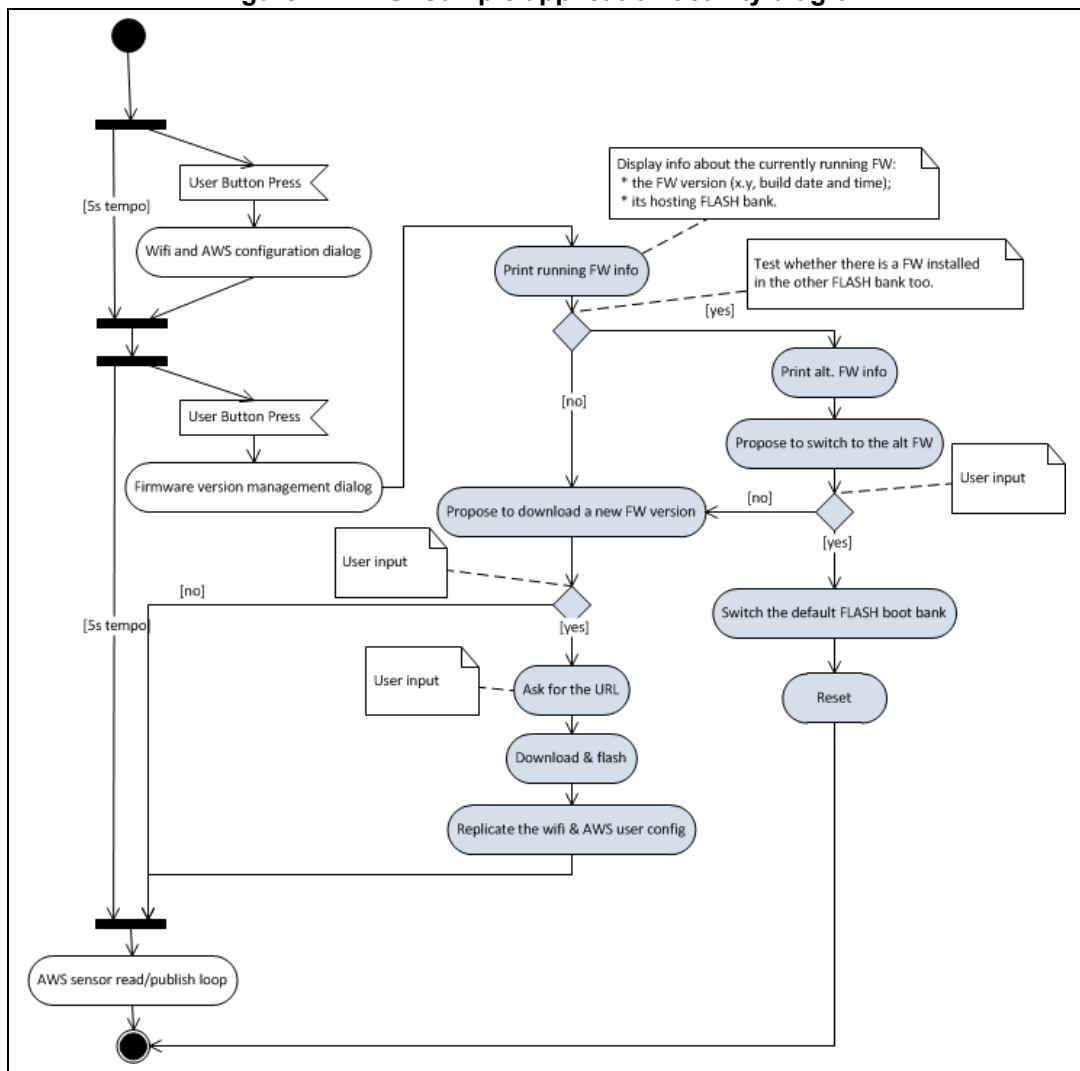 User Button Press
[5s tempo]
Wifi and AWS configuration dialog
Display info about the currently running FW:
* the FW version (x.y, build date and time);
* its hosting FLASH bank.
Print running FW info
Test whether there is a FW installed
in the other FLASH bank too.
[yes]
Print alt. FW info
[no]
User Button Press
Propose to switch to the alt FW
Firmware version management dialog
User input
[no]
Propose to download a new FW version
[yes]
User input
[no]
Switch the default FLASH boot bank
[5s tempo]
[yes]
User input
Ask for the URL
Reset
Download & flash
Replicate the wifi & AWS user config
AWS sensor read/publish loop